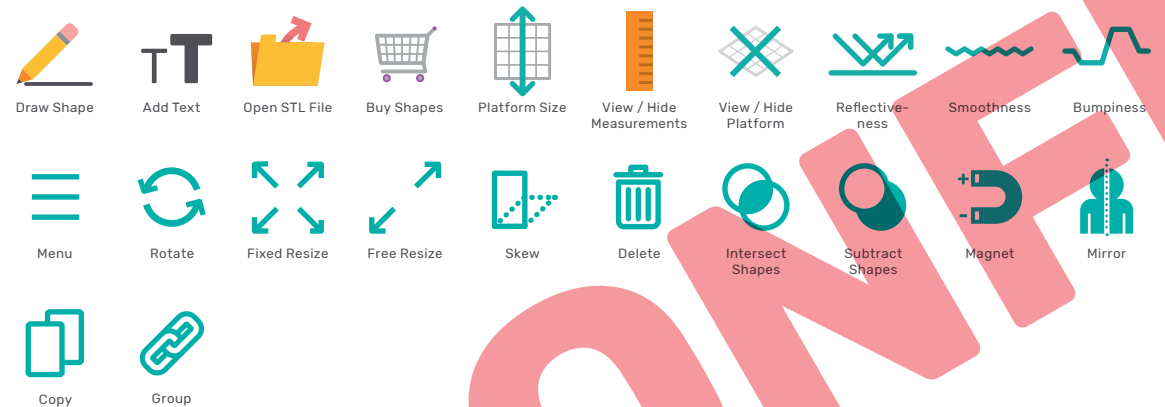 Draw Shape
Add Text
Open STL File
Buy Shapes
Platform Size
View / Hide
Measurements
View / Hide
Platform
Reflective-
ness
Smoothness
Bumpiness
Menu
Rotate
Fixed Resize
Free Resize
Skew
Delete
Intersect
Shapes
Subtract
Shapes
Magnet
Mirror
Copy
Group
ONF